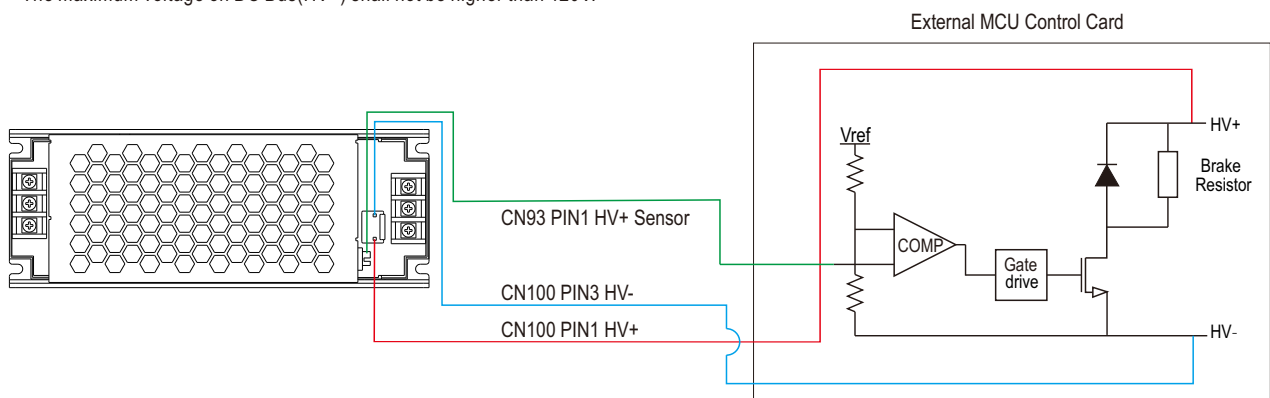 External MCU Control Card
HV+
Vref
Brake
Resistor
CN93 PIN1 HV+ Sensor
COMP
Gate
drive
CN100 PIN3 HV-
CN100 PIN1 HV+
HV-